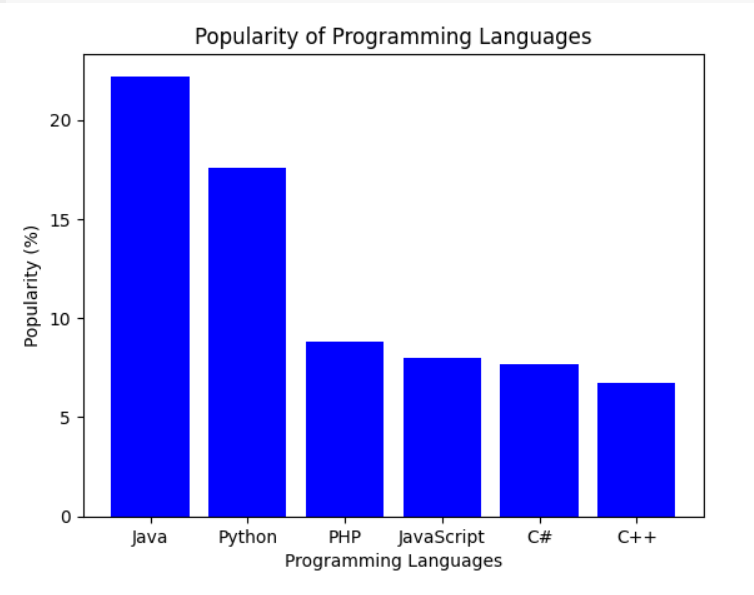 Popularity of Programming Languages
Popularity (%)
20
15
10
5
0
Java Python PHP JavaScript C# C++
Programming Languages